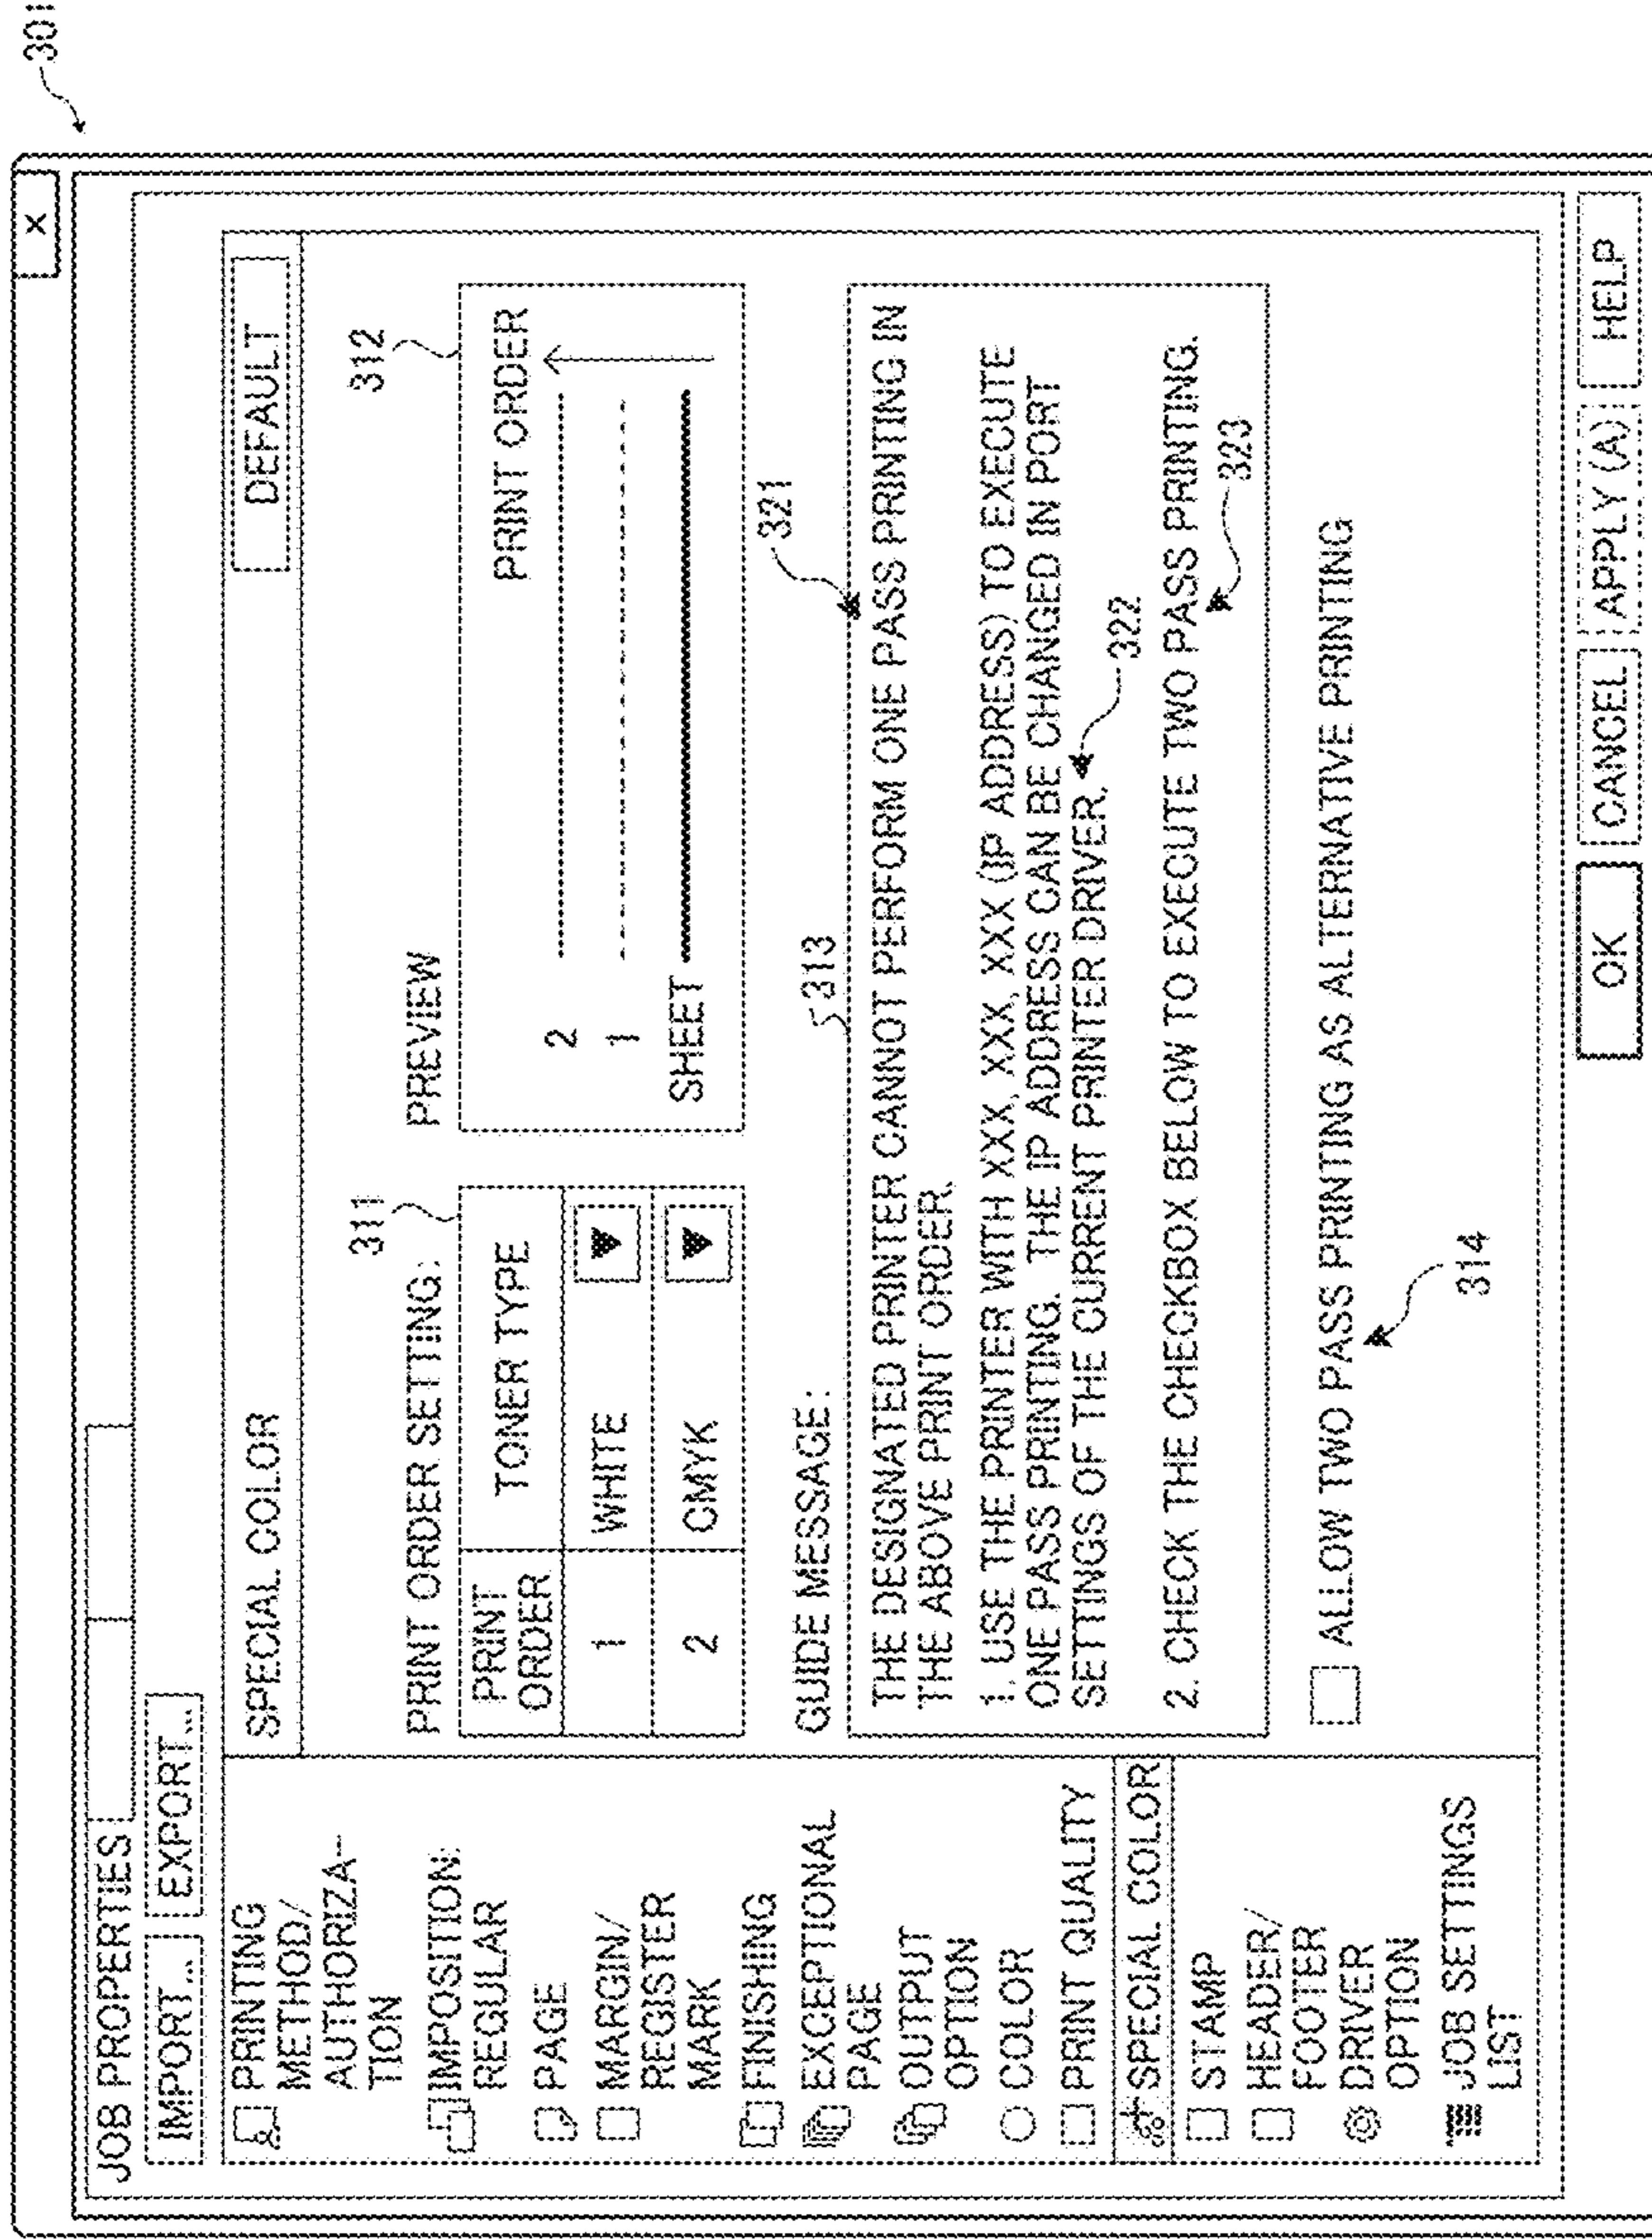 301
X
JOB PROPERTIES
IMPORT... EXPORT...
PRINTING
METHOD/
AUTHORIZA-
TION
IMPOSITION:
REGULAR
PAGE
MARGIN/
REGISTER
MARK
FINISHING
EXCEPTIONAL
PAGE
OUTPUT
OPTION
COLOR
PRINT QUALITY
SPECIAL COLOR
STAMP
HEADER/
FOOTER
DRIVER
OPTION
JOB SETTINGS
LIST
SPECIAL COLOR
DEFAULT
PRINT ORDER SETTING:
311
PRINT
ORDER
TONER TYPE
1 WHITE
2 CMYK
PREVIEW
312
PRINT ORDER
2
1
SHEET
GUIDE MESSAGE:
313
321
THE DESIGNATED PRINTER CANNOT PERFORM ONE PASS PRINTING IN
THE ABOVE PRINT ORDER.
1. USE THE PRINTER WITH XXX, XXX, XXX, XXX (IP ADDRESS) TO EXECUTE
ONE PASS PRINTING. THE IP ADDRESS CAN BE CHANGED IN PORT
SETTINGS OF THE CURRENT PRINTER DRIVER.
322
2. CHECK THE CHECKBOX BELOW TO EXECUTE TWO PASS PRINTING.
323
ALLOW TWO PASS PRINTING AS ALTERNATIVE PRINTING
314
OK CANCEL APPLY (A) HELP